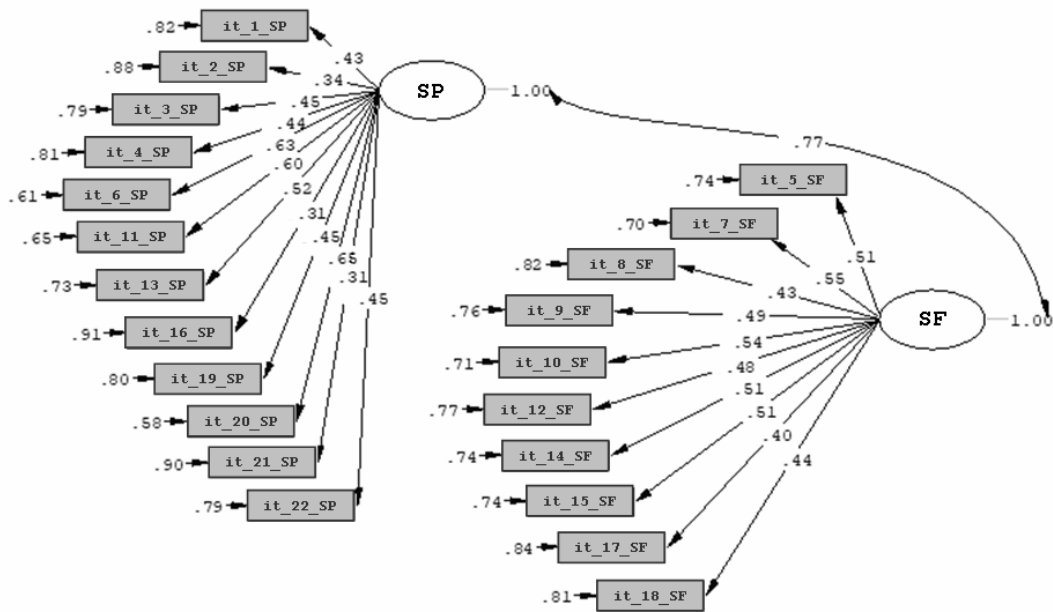 .82 it_1_SP .43
.88 it_2_SP .34
.79 it_3_SP .45
.81 it_4_SP .44
.61 it_6_SP .63
.65 it_11_SP .60
.73 it_13_SP .52
.91 it_16_SP .31
.80 it_19_SP .45
.58 it_20_SP .65
.90 it_21_SP .31
.79 it_22_SP .45
SP 1.00
.77
.74 it_5_SF .51
.70 it_7_SF .55
.82 it_8_SF .43
.76 it_9_SF .49
.71 it_10_SF .54
.77 it_12_SF .48
.74 it_14_SF .51
.74 it_15_SF .51
.84 it_17_SF .40
.81 it_18_SF .44
SF 1.00